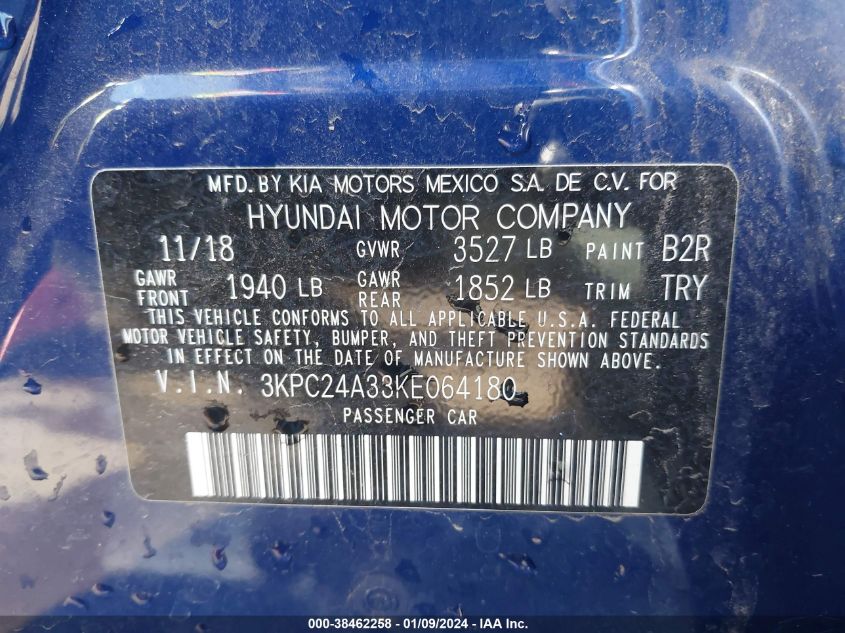 MFD. BY KIA MOTORS MEXICO S.A. DE C.V. FOR
HYUNDAI MOTOR COMPANY
11/18 GVWR 3527 LB PAINT B2R
GAWR FRONT 1940 LB GAWR REAR 1852 LB TRIM TRY
THIS VEHICLE CONFORMS TO ALL APPLICABLE U.S.A. FEDERAL
MOTOR VEHICLE SAFETY, BUMPER, AND THEFT PREVENTION STANDARDS
IN EFFECT ON THE DATE OF MANUFACTURE SHOWN ABOVE.
V.I.N. 3KPC24A33KE064180
PASSENGER CAR
000-38462258 - 01/09/2024 - IAA Inc.